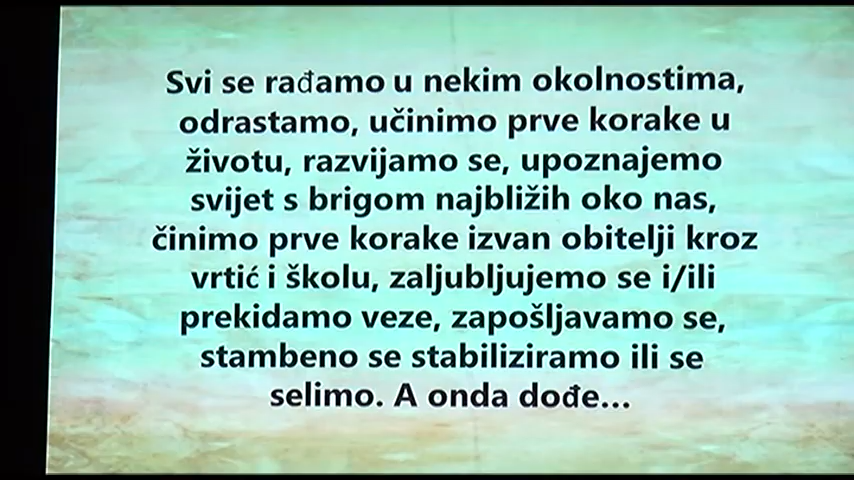 Svi se rađamo u nekim okolnostima,
odrastamo, učinimo prve korake u
životu, razvijamo se, upoznajemo
svijet s brigom najbližih oko nas,
činimo prve korake izvan obitelji kroz
vrtić i školu, zaljubljujemo se i/ili
prekidamo veze, zapošljavamo se,
stambeno se stabiliziramo ili se
selimo. A onda dođe...